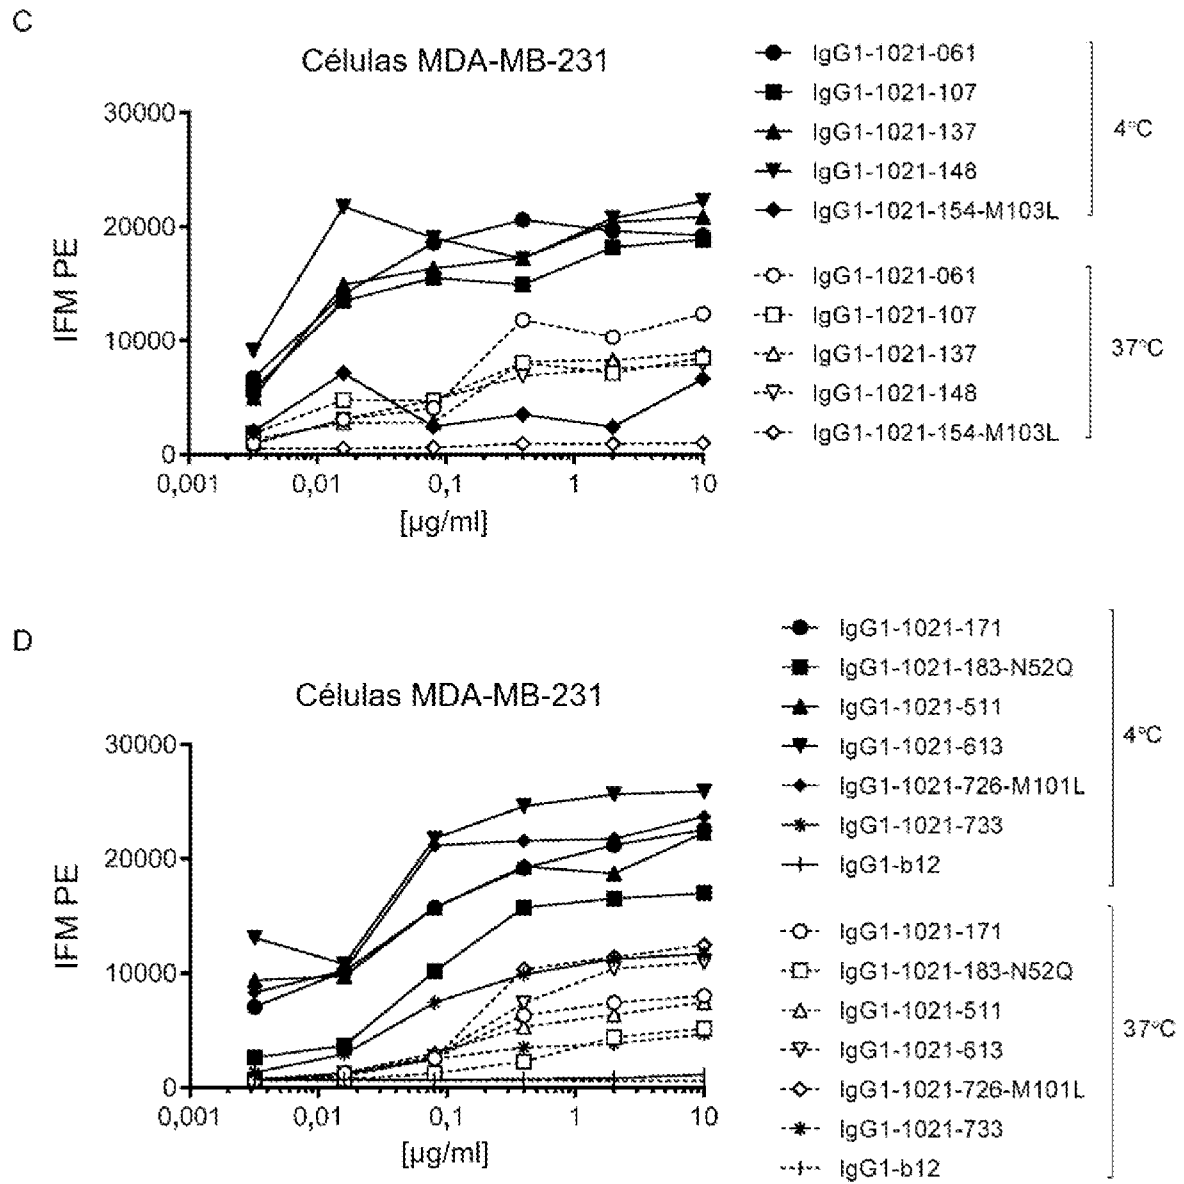 C
Células MDA-MB-231
IFM PE
30000
20000
10000
0
0,001 0,01 0,1 1 10
[µg/ml]
IgG1-1021-061
IgG1-1021-107
IgG1-1021-137
IgG1-1021-148
IgG1-1021-154-M103L
4°C
IgG1-1021-061
IgG1-1021-107
IgG1-1021-137
IgG1-1021-148
IgG1-1021-154-M103L
37°C
D
Células MDA-MB-231
IFM PE
30000
20000
10000
0
0,001 0,01 0,1 1 10
[µg/ml]
IgG1-1021-171
IgG1-1021-183-N52Q
IgG1-1021-511
IgG1-1021-613
IgG1-1021-726-M101L
IgG1-1021-733
IgG1-b12
4°C
IgG1-1021-171
IgG1-1021-183-N52Q
IgG1-1021-511
IgG1-1021-613
IgG1-1021-726-M101L
IgG1-1021-733
IgG1-b12
37°C